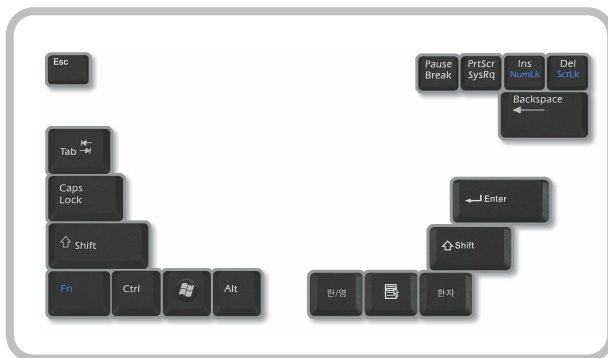 Esc
Pause
Break
PrtScr
SysRq
Ins
NumLk
Del
ScrLk
Backspace
Tab
Caps
Lock
Enter
Shift
Shift
Fn
Ctrl
Alt
한/영
한자